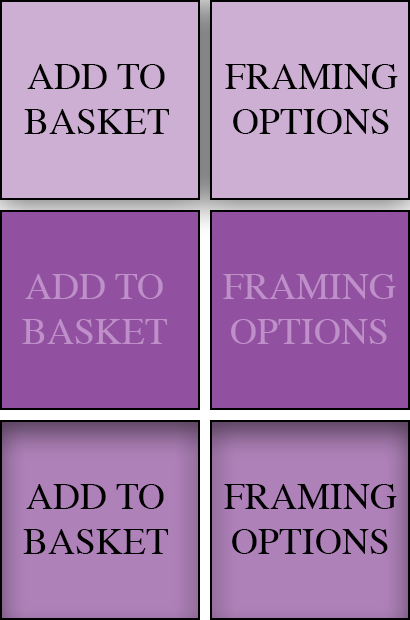 ADD TO
BASKET
FRAMING
OPTIONS
ADD TO
BASKET
FRAMING
OPTIONS
ADD TO
BASKET
FRAMING
OPTIONS